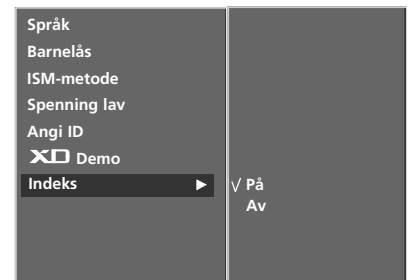 Språk
Barnelås
ISM-metode
Spenning lav
Angi ID
XD Demo
Indeks
√ På
Av